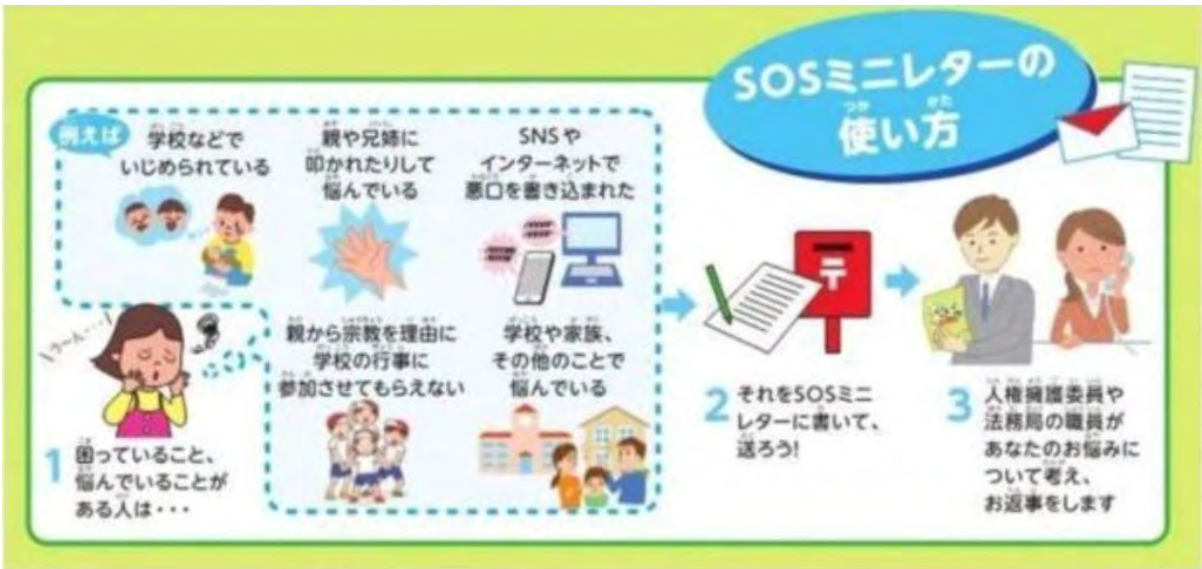 SOSミニレターの
使い方
例えば
学校などで
いじめられている
親や兄姉に
叩かれたりして
悩んでいる
SNSや
インターネットで
悪口を書き込まれた
親から宗教を理由に
学校の行事に
参加させてもらえない
学校や家族、
その他のことで
悩んでいる
う〜ん・・・
1 困っていること、
悩んでいることが
ある人は・・・
2 それをSOSミニ
レターに書いて、
送ろう!
3 人権擁護委員や
法務局の職員が
あなたのお悩みに
ついて考え、
お返事をします